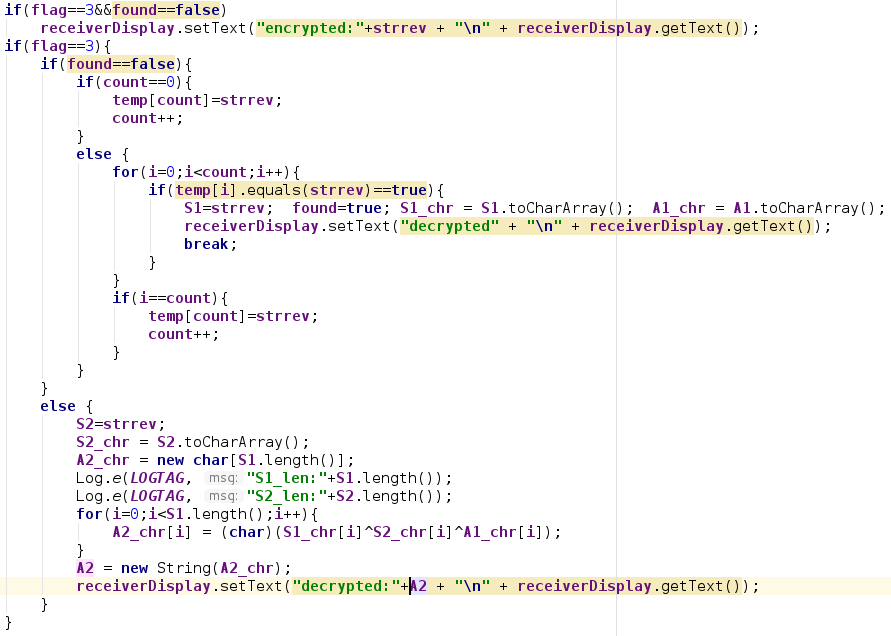 if(flag==3&&found==false)
    receiverDisplay.setText("encrypted:"+strrev + "\n" + receiverDisplay.getText());
if(flag==3){
    if(found==false){
        if(count==0){
            temp[count]=strrev;
            count++;
        }
        else {
            for(i=0;i<count;i++){
                if(temp[i].equals(strrev)==true){
                    S1=strrev;  found=true; S1_chr = S1.toCharArray();  A1_chr = A1.toCharArray();
                    receiverDisplay.setText("decrypted" + "\n" + receiverDisplay.getText());
                    break;
                }
            }
            if(i==count){
                temp[count]=strrev;
                count++;
            }
        }
    }
    else {
        S2=strrev;
        S2_chr = S2.toCharArray();
        A2_chr = new char[S1.length()];
        Log.e(LOGTAG, msg: "S1_len:"+S1.length());
        Log.e(LOGTAG, msg: "S2_len:"+S2.length());
        for(i=0;i<S1.length();i++){
            A2_chr[i] = (char)(S1_chr[i]^S2_chr[i]^A1_chr[i]);
        }
        A2 = new String(A2_chr);
        receiverDisplay.setText("decrypted:"+A2 + "\n" + receiverDisplay.getText());
    }
}